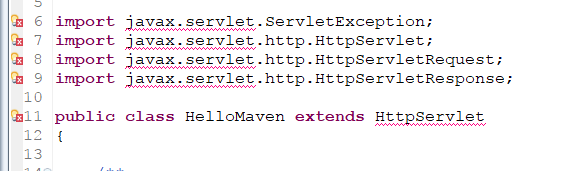 5
6 import javax.servlet.ServletException;
7 import javax.servlet.http.HttpServlet;
8 import javax.servlet.http.HttpServletRequest;
9 import javax.servlet.http.HttpServletResponse;
10
11 public class HelloMaven extends HttpServlet
12 {
13
/**